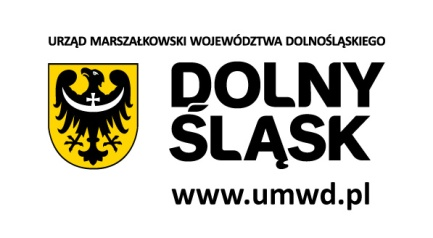 URZĄD MARSZAŁKOWSKI WOJEWÓDZTWA DOLNOŚLĄSKIEGO
DOLNY
ŚLĄSK
www.umwd.pl